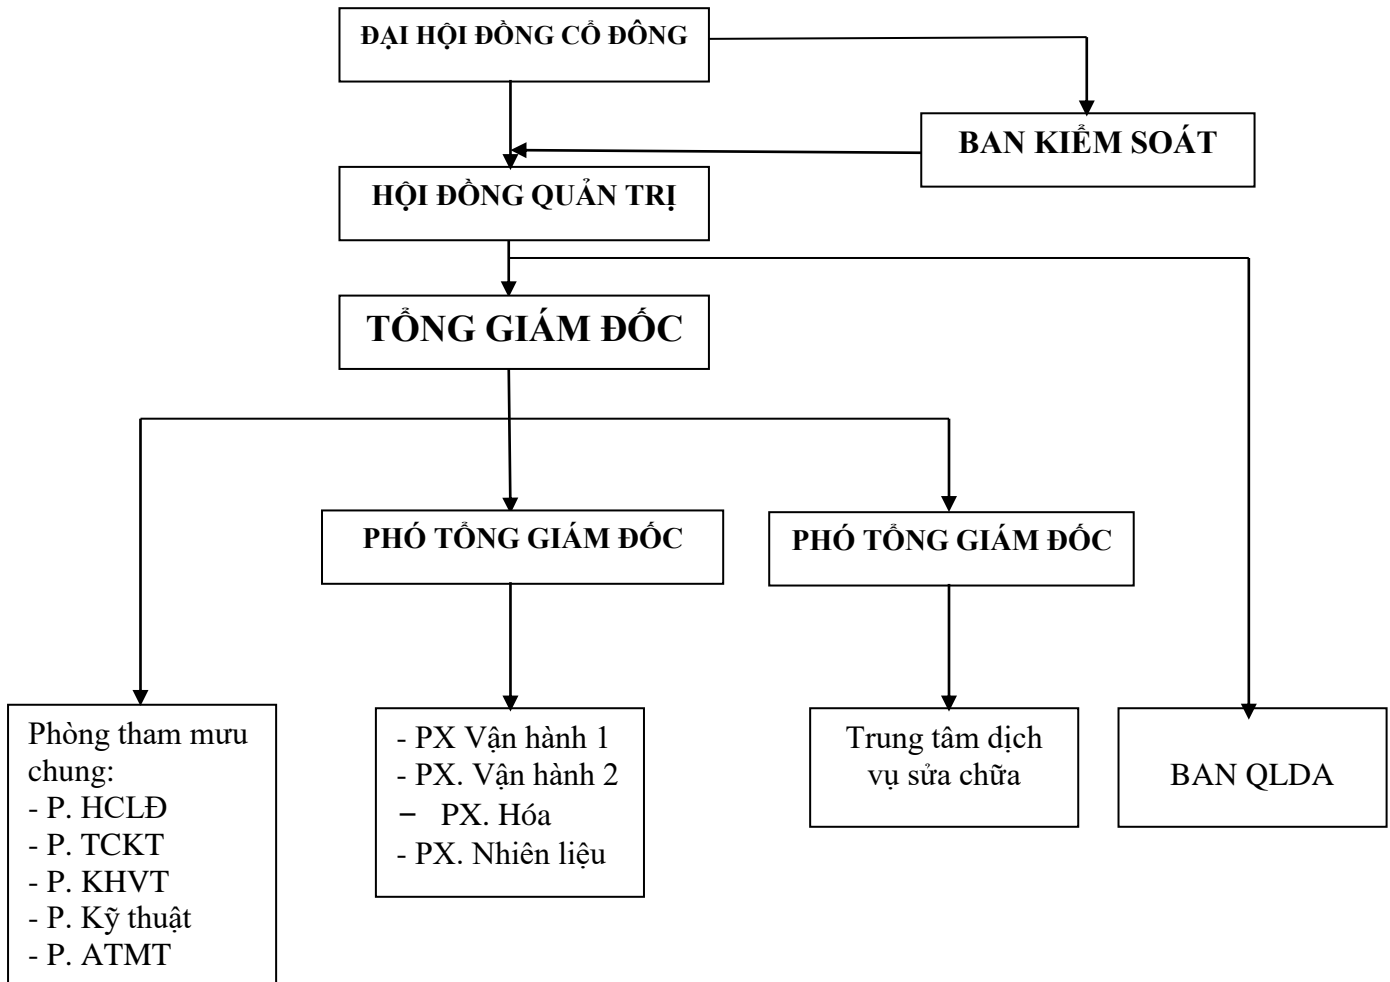 ĐẠI HỘI ĐỒNG CỔ ĐÔNG
BAN KIỂM SOÁT
HỘI ĐỒNG QUẢN TRỊ
TỔNG GIÁM ĐỐC
PHÓ TỔNG GIÁM ĐỐC
PHÓ TỔNG GIÁM ĐỐC
Phòng tham mưu
chung:
- P. HCLĐ
- P. TCKT
- P. KHVT
- P. Kỹ thuật
- P. ATMT
- PX Vận hành 1
- PX. Vận hành 2
– PX. Hóa
- PX. Nhiên liệu
Trung tâm dịch
vụ sửa chữa
BAN QLDA